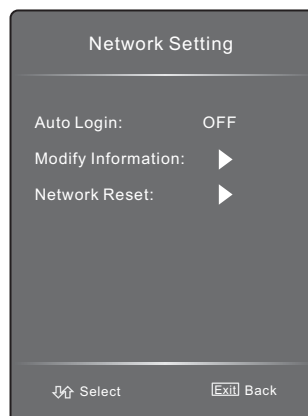 Network Setting
Auto Login: OFF
Modify Information:
Network Reset:
Select Exit Back